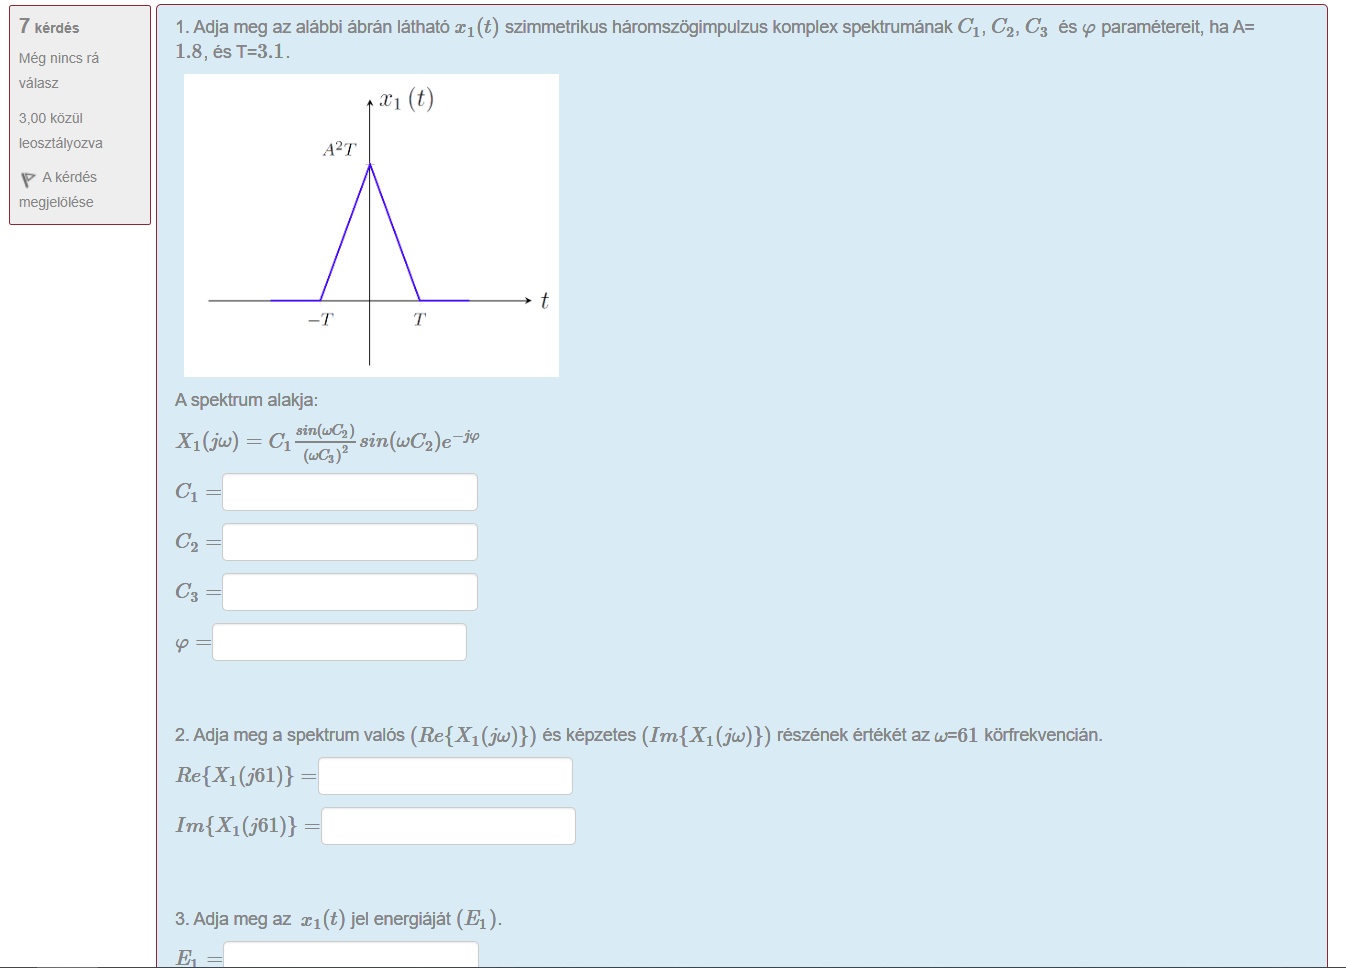 7 kérdés
Még nincs rá
válasz
3,00 közül
leosztályozva
A kérdés
megjelölése
1. Adja meg az alábbi ábrán látható x₁(t) szimmetrikus háromszögimpulzus komplex spektrumának C₁, C₂, C₃ és φ paramétereit, ha A=
1.8, és T=3.1.
x₁ (t)
A²T
t
−T
T
A spektrum alakja:
X₁(jω) = C₁ sin(ωC₂)/(ωC₃)² sin(ωC₂)e^(−jφ)
C₁ =
C₂ =
C₃ =
φ =
2. Adja meg a spektrum valós (Re{X₁(jω)}) és képzetes (Im{X₁(jω)}) részének értékét az ω=61 körfrekvencián.
Re{X₁(j61)} =
Im{X₁(j61)} =
3. Adja meg az x₁(t) jel energiáját (E₁).
E₁ =